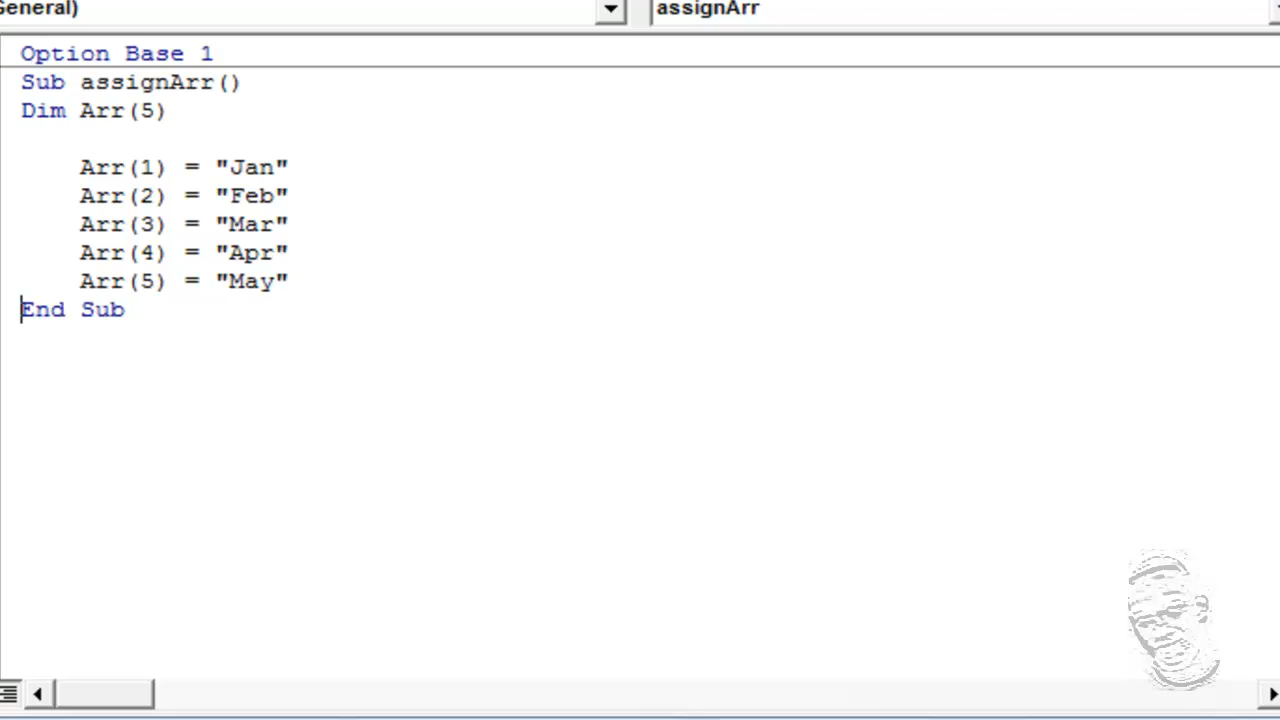 General)
assignArr
Option Base 1
Sub assignArr()
Dim Arr(5)
Arr(1) = "Jan"
Arr(2) = "Feb"
Arr(3) = "Mar"
Arr(4) = "Apr"
Arr(5) = "May"
End Sub